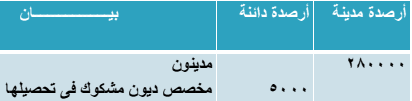 أرصدة مدينة أرصدة دائنة بيـــــــــــــــان
٢٨٠٠٠٠ مدينون
٥٠٠٠ مخصص ديون مشكوك فى تحصيلها